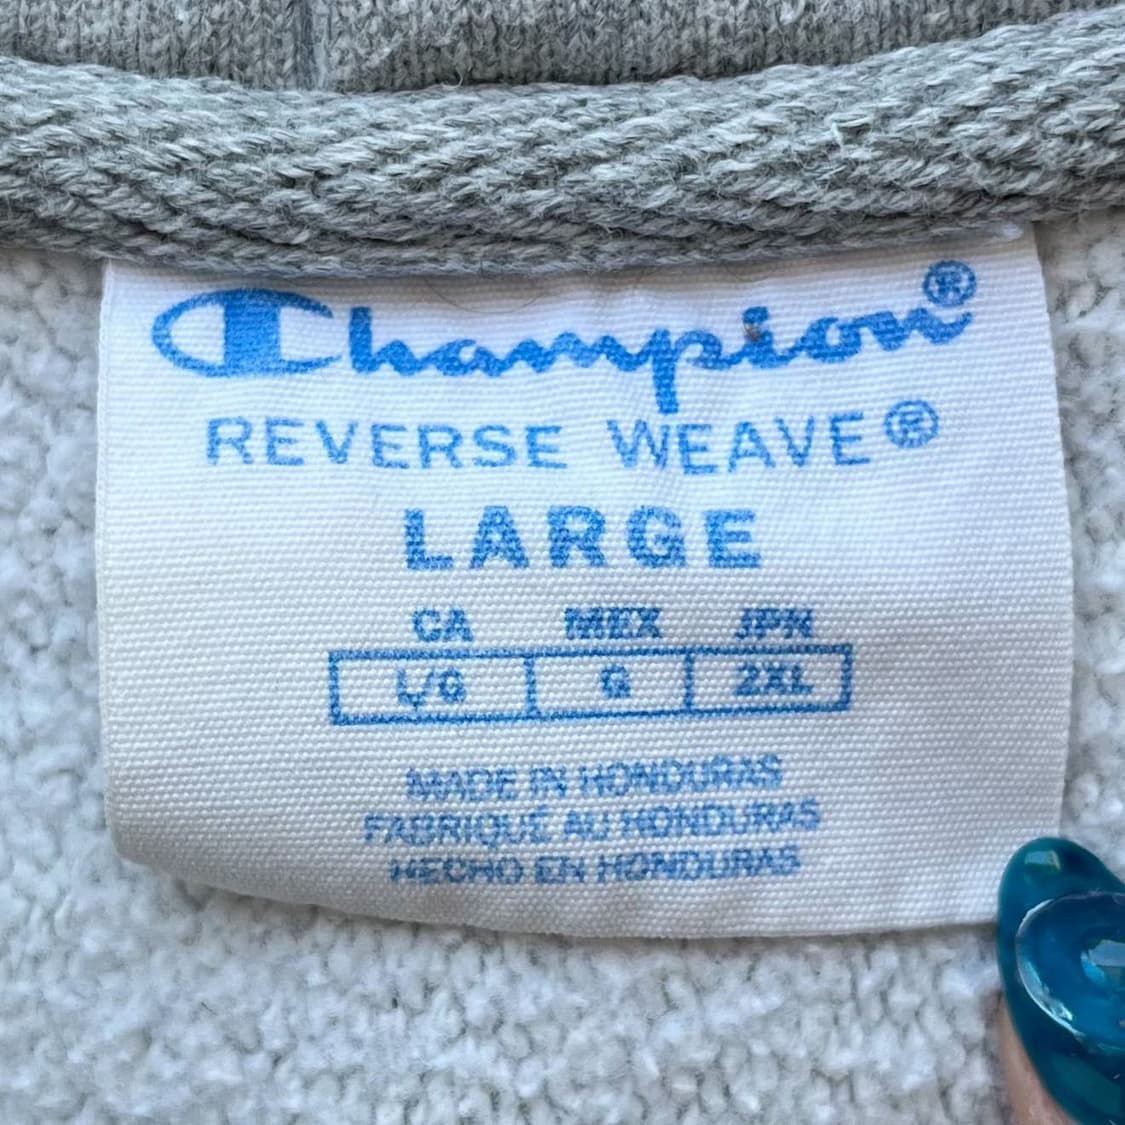 Champion®
REVERSE WEAVE®
LARGE
CA MEX JPN
L/G G 2XL
MADE IN HONDURAS
FABRIQUÉ AU HONDURAS
HECHO EN HONDURAS